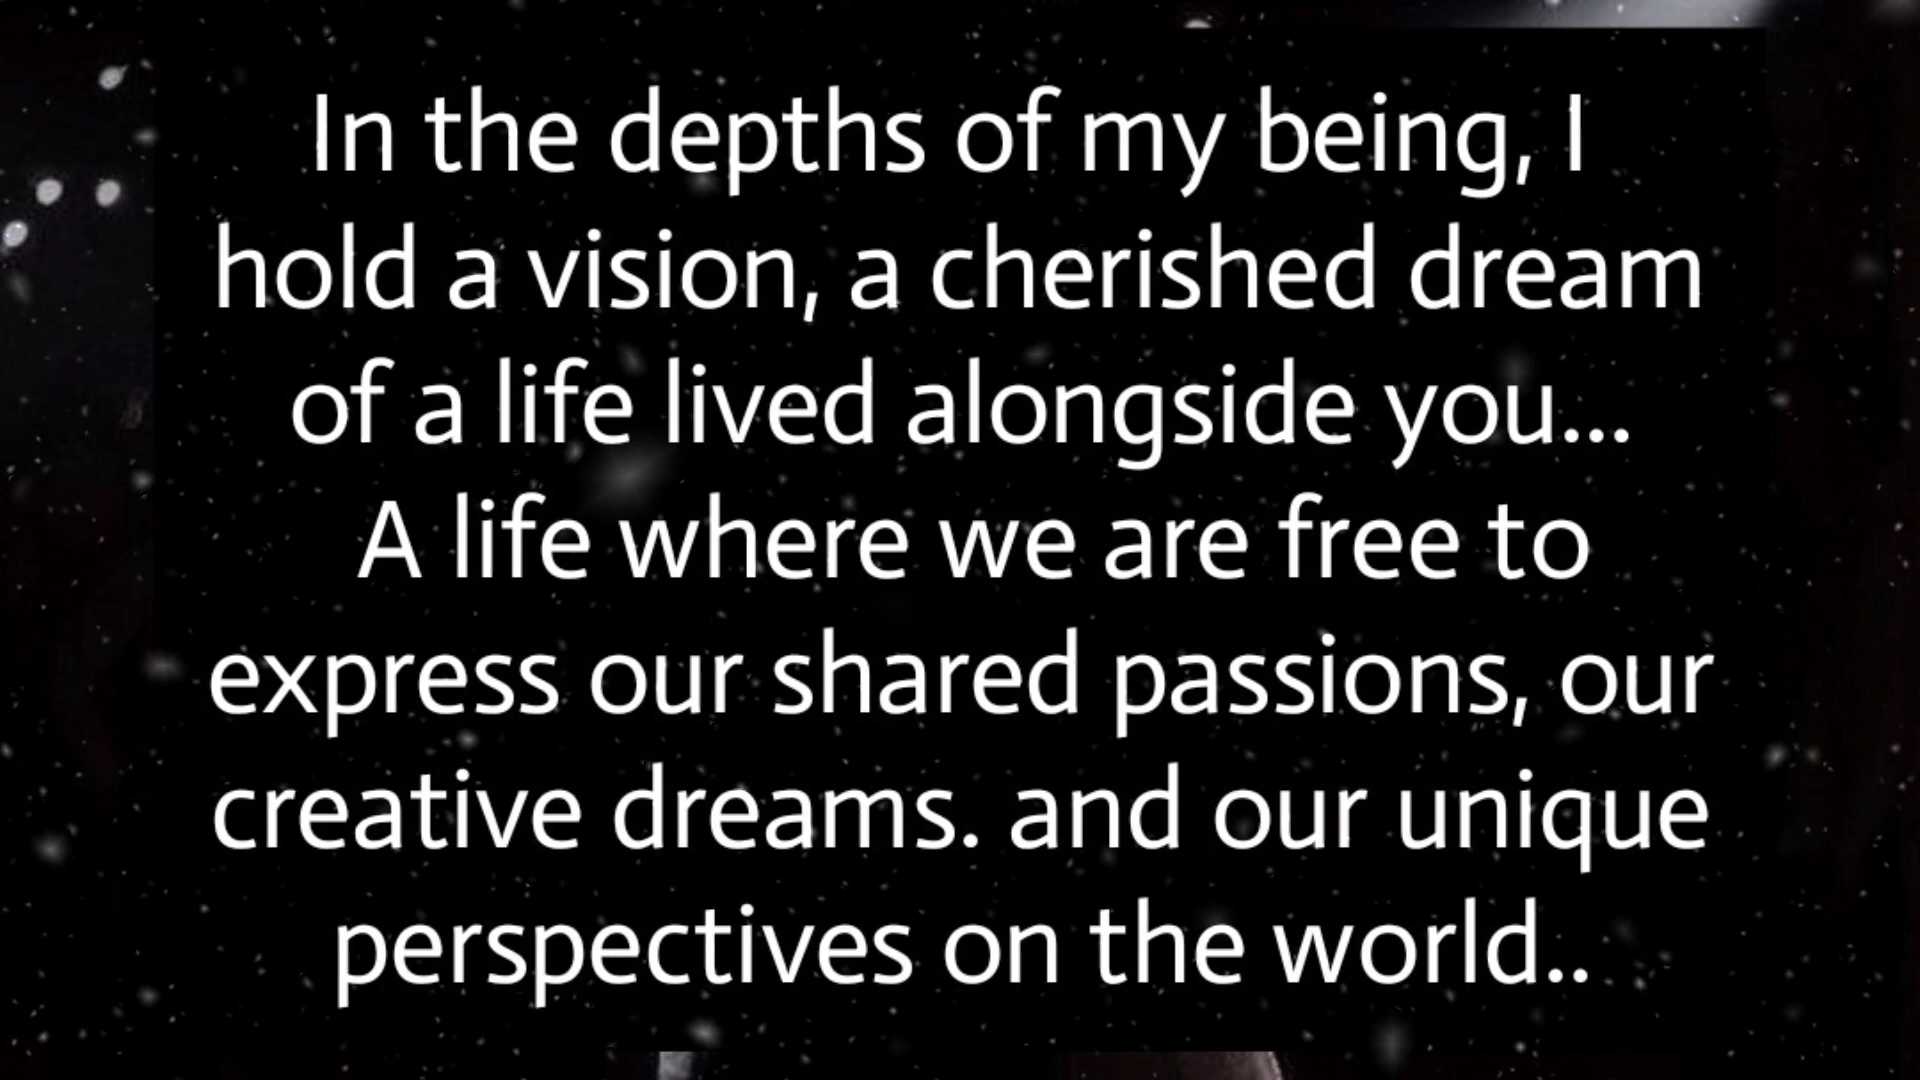 In the depths of my being, I
hold a vision, a cherished dream
of a life lived alongside you...
A life where we are free to
express our shared passions, our
creative dreams. and our unique
perspectives on the world..